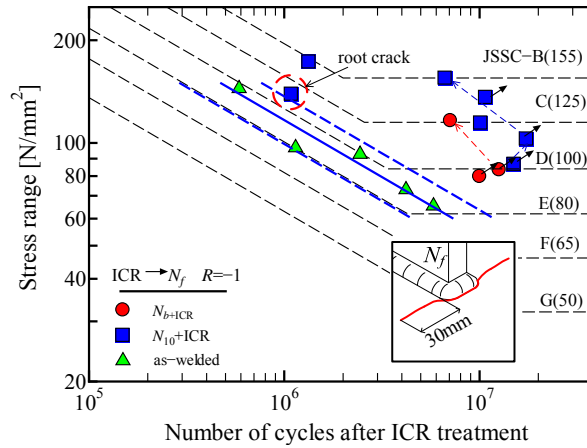 200
100
80
60
40
20
Stress range [N/mm²]
root crack
JSSC−B(155)
C(125)
D(100)
E(80)
F(65)
G(50)
ICR → Nf R=−1
Nb+ICR
N10+ICR
as−welded
Nf
30mm
10⁵ 10⁶ 10⁷
Number of cycles after ICR treatment